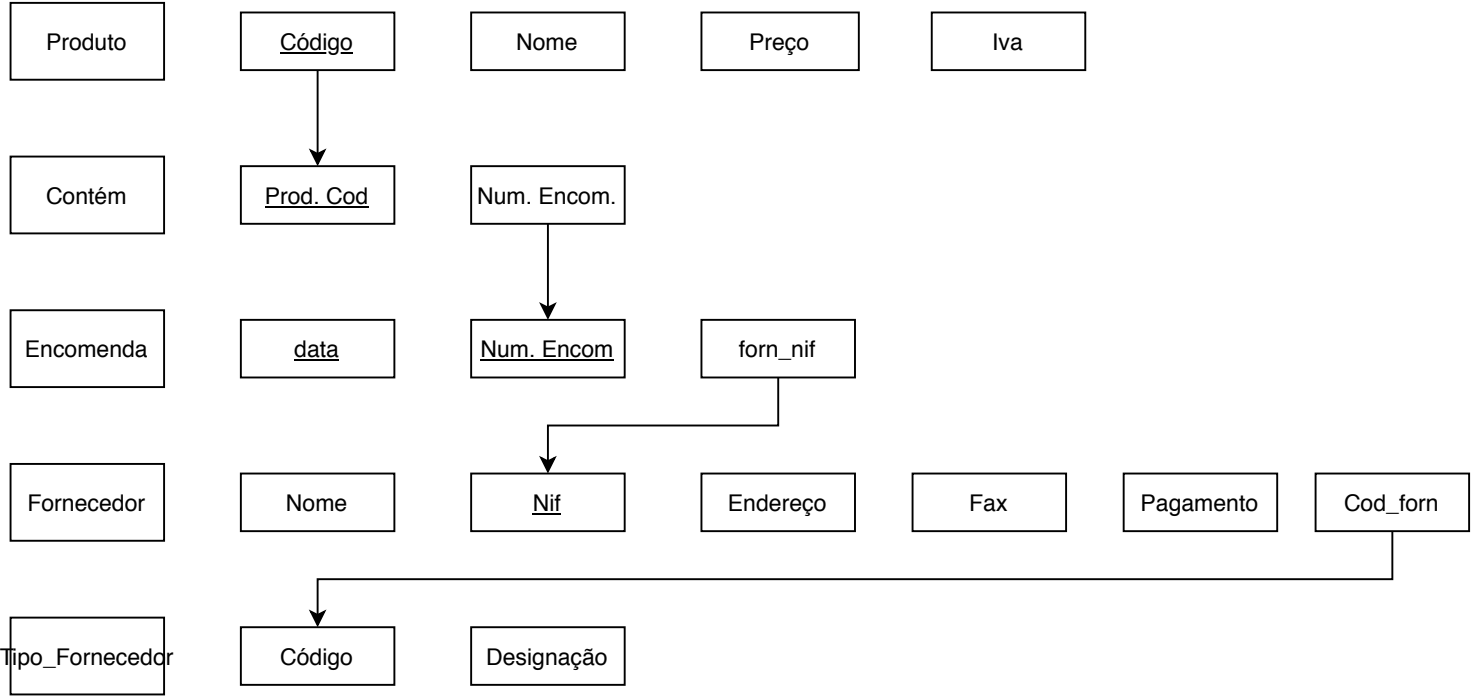 Produto
Código
Nome
Preço
Iva
Contém
Prod. Cod
Num. Encom.
Encomenda
data
Num. Encom
forn_nif
Fornecedor
Nome
Nif
Endereço
Fax
Pagamento
Cod_forn
Tipo_Fornecedor
Código
Designação